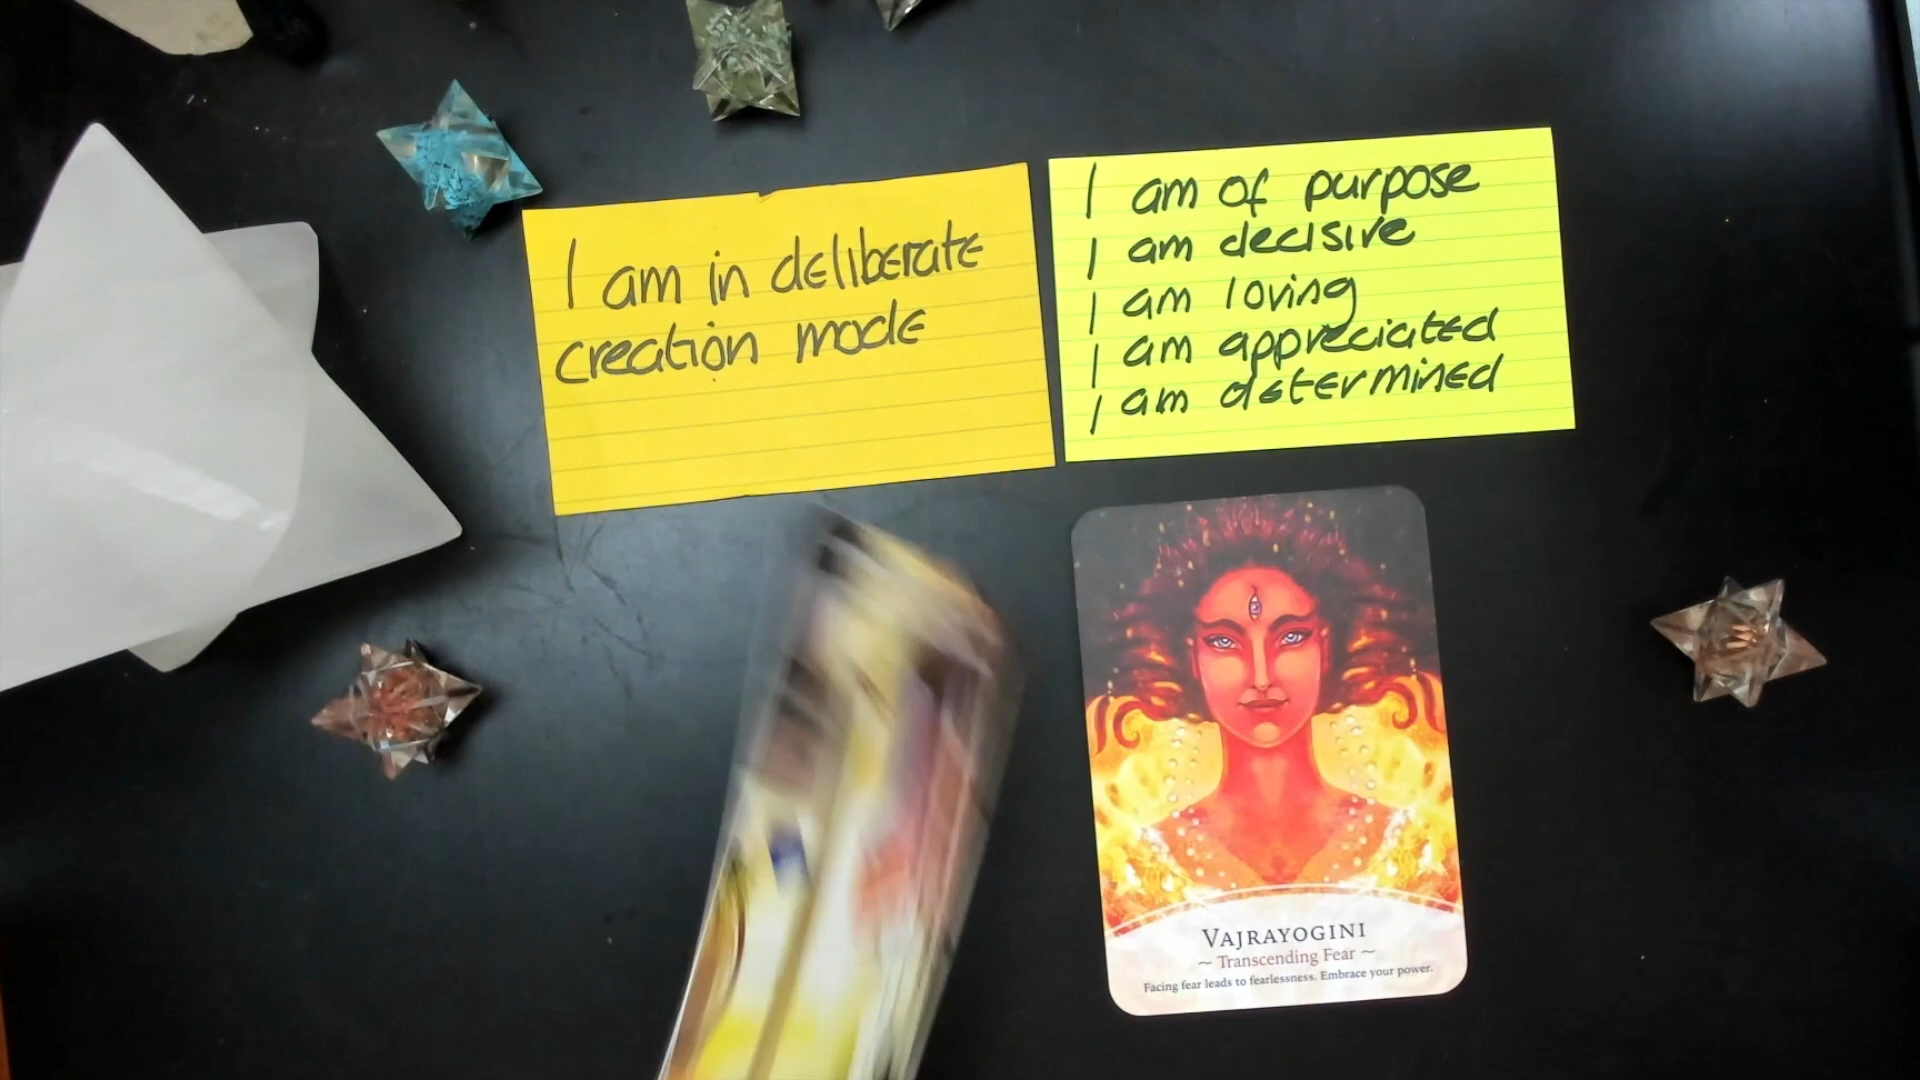 I am in deliberate
creation mode
I am of purpose
I am decisive
I am loving
I am appreciated
I am determined
VAJRAYOGINI
~ Transcending Fear ~
Facing fear leads to fearlessness. Embrace your power.